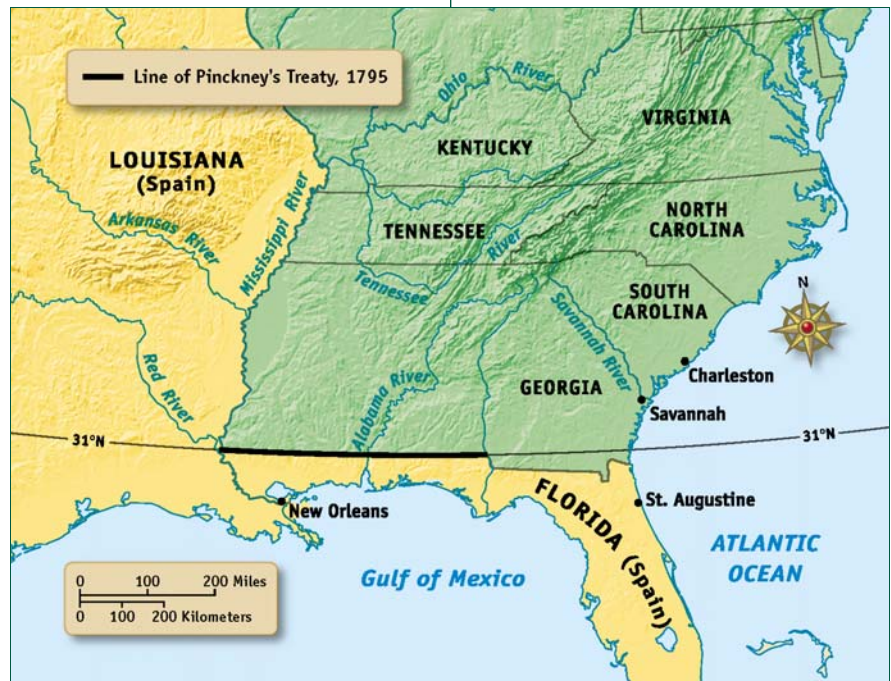 Line of Pinckney's Treaty, 1795
Ohio River
VIRGINIA
KENTUCKY
LOUISIANA
(Spain)
Mississippi River
Arkansas River
TENNESSEE
Tennessee River
NORTH
CAROLINA
SOUTH
CAROLINA
N
Savannah River
Red River
Alabama River
GEORGIA
Charleston
Savannah
31°N
31°N
New Orleans
St. Augustine
FLORIDA (Spain)
ATLANTIC
OCEAN
Gulf of Mexico
0 100 200 Miles
0 100 200 Kilometers